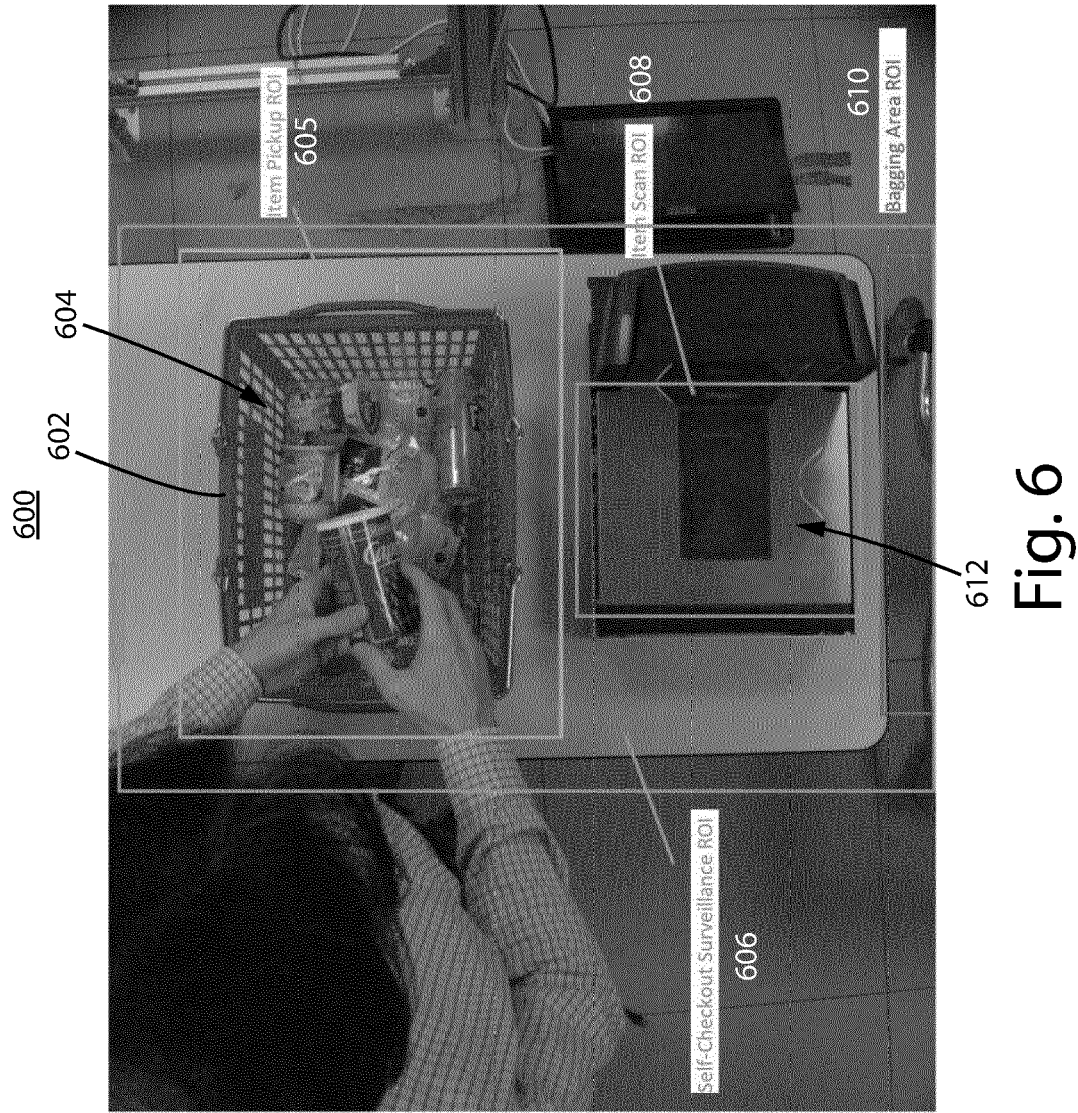 600
602
604
Item Pickup ROI
605
Item Scan ROI
608
610
Bagging Area ROI
612
Self-Checkout Surveillance ROI
606
Fig. 6